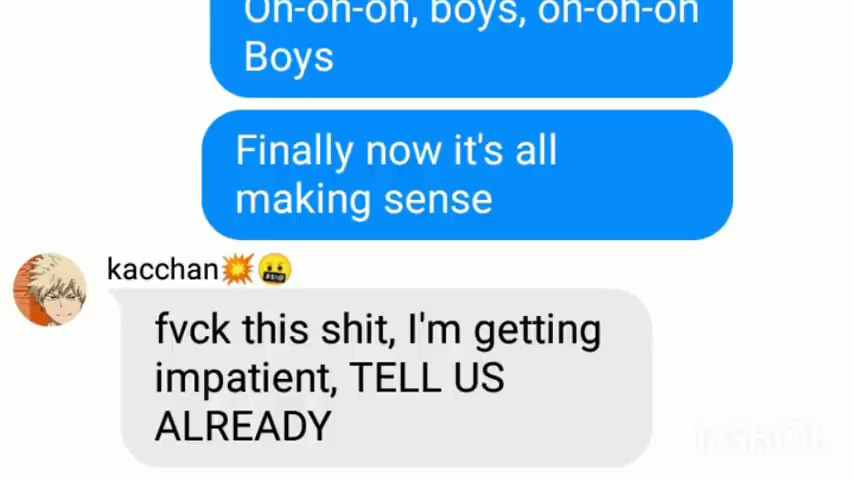 Oh-oh-oh, boys, oh-oh-oh
Boys
Finally now it's all
making sense
kacchan💥🤬
fvck this shit, I'm getting
impatient, TELL US
ALREADY
INSHOT